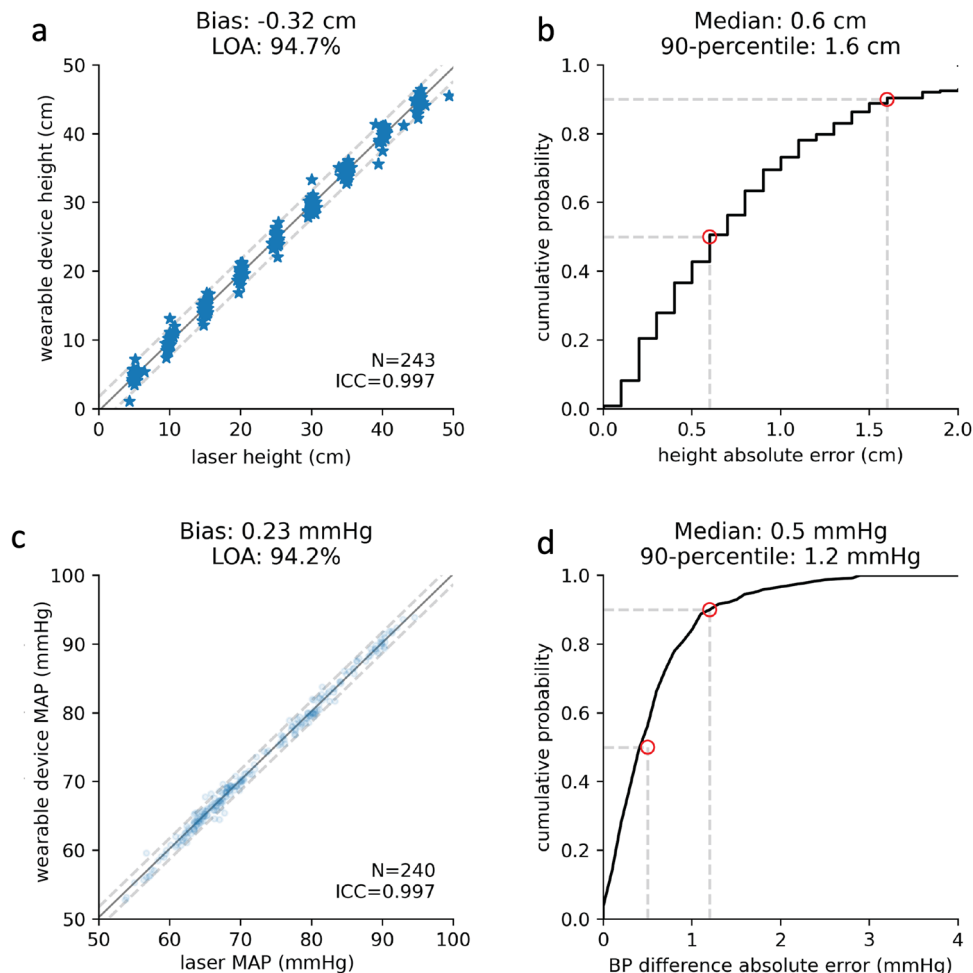 a
Bias: -0.32 cm
LOA: 94.7%
wearable device height (cm)
50
40
30
20
10
0
N=243
ICC=0.997
0 10 20 30 40 50
laser height (cm)
b
Median: 0.6 cm
90-percentile: 1.6 cm
cumulative probability
1.0
0.8
0.6
0.4
0.2
0.0
0.0 0.5 1.0 1.5 2.0
height absolute error (cm)
c
Bias: 0.23 mmHg
LOA: 94.2%
wearable device MAP (mmHg)
100
90
80
70
60
50
N=240
ICC=0.997
50 60 70 80 90 100
laser MAP (mmHg)
d
Median: 0.5 mmHg
90-percentile: 1.2 mmHg
cumulative probability
1.0
0.8
0.6
0.4
0.2
0.0
0 1 2 3 4
BP difference absolute error (mmHg)